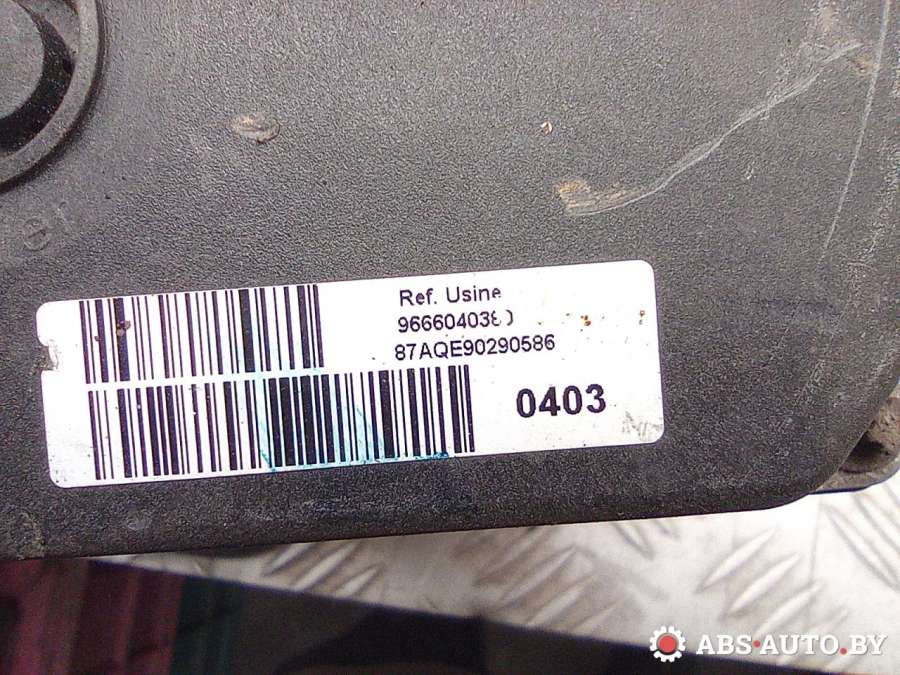 Ref. Usine
9666040380
87AQE90290586
0403
ABS-AUTO.BY